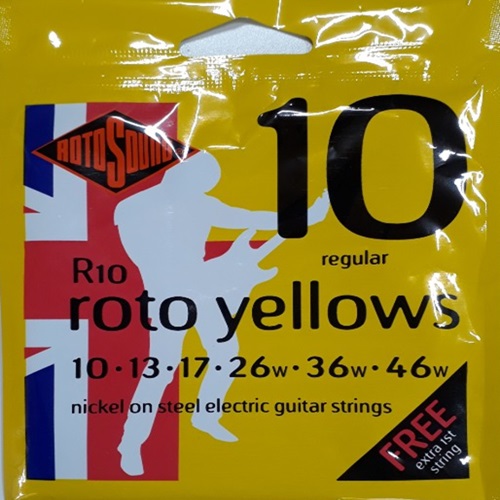 ROTOSOUND
10
regular
R10
roto yellows
10 · 13 · 17 · 26w · 36w · 46w
nickel on steel electric guitar strings
FREE
extra 1st
string